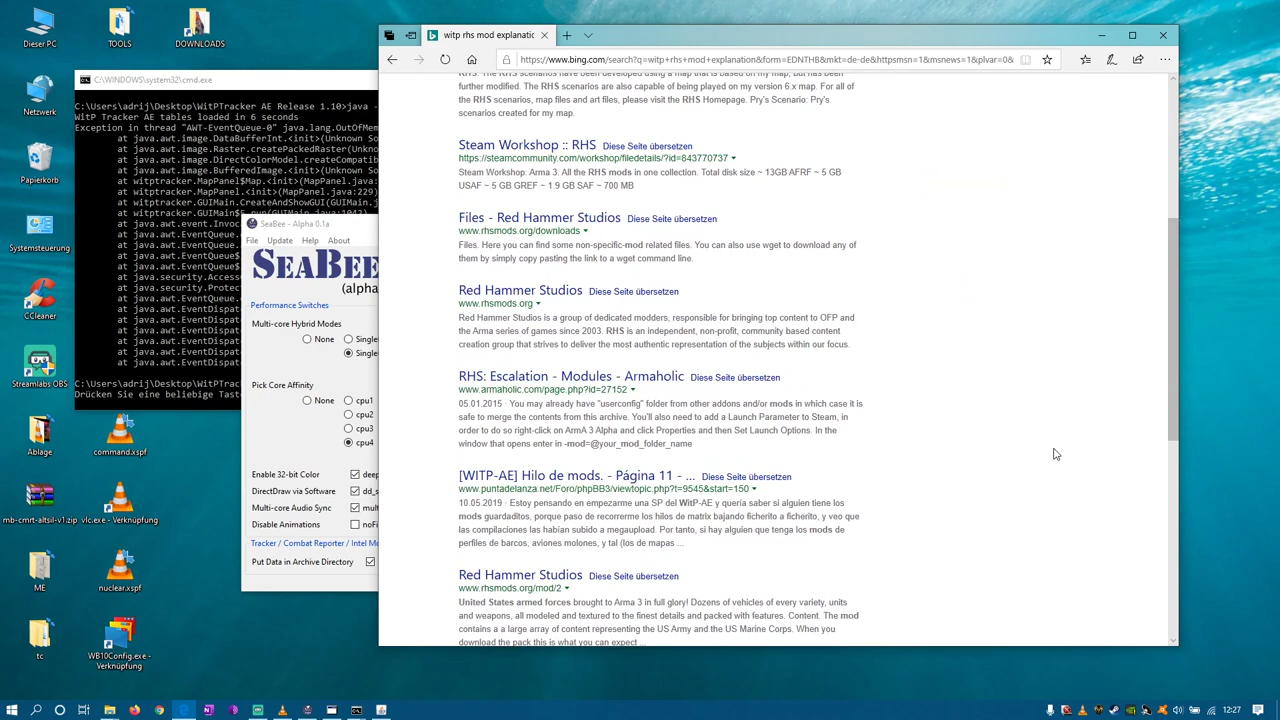 Dieser PC
TOOLS
DOWNLOADS
Netzwerk
Papierkorb
Systemsteuerung
CCleaner
Streamlabs OBS
Ablage
command.xspf
mb-cmrt-altsil-v1.zip
vlc.exe - Verknüpfung
ME
nuclear.xspf
tc
WB10Config.exe -
Verknüpfung
C:\WINDOWS\system32\cmd.exe
C:\Users\adrij\Desktop\WitPTracker AE Release 1.10>java -
WitP Tracker AE tables loaded in 6 seconds
Exception in thread "AWT-EventQueue-0" java.lang.OutOfMem
at java.awt.image.DataBufferInt.<init>(Unknown So
at java.awt.image.Raster.createPackedRaster(Unkno
at java.awt.image.DirectColorModel.createCompatib
at java.awt.image.BufferedImage.<init>(Unknown So
at witptracker.MapPanel$Map.<init>(MapPanel.java:
at witptracker.MapPanel.<init>(MapPanel.java:229)
at witptracker.GUIMain.CreateAndShowGUI(GUIMain.j
at java.awt.event.Invoc
at java.awt.EventQueue.
at java.awt.EventQueue.
at java.awt.EventQueue$
at java.awt.EventQueue$
at java.security.Access
at java.security.Protec
at java.awt.EventQueue.
at java.awt.EventDispat
at java.awt.EventDispat
at java.awt.EventDispat
at java.awt.EventDispat
at java.awt.EventDispat
at java.awt.EventDispat
C:\Users\adrij\Desktop\WitPTrac
Drücken Sie eine beliebige Tast
SeaBee - Alpha 0.1a
File Update Help About
SEABEE
(alpha
Performance Switches
Multi-core Hybrid Modes
None Single
Single
Pick Core Affinity
None cpu1
cpu2
cpu3
cpu4
Enable 32-bit Color deep
DirectDraw via Software dd_s
Multi-core Audio Sync mult
Disable Animations noFi
Tracker / Combat Reporter / Intel Mo
Put Data in Archive Directory
witp rhs mod explanatic
https://www.bing.com/search?q=witp+rhs+mod+explanation&form=EDNTHB&mkt=de-de&httpsmsn=1&msnews=1&plvar=0&
RHS. The RHS scenarios have been developed using a map that is based on my map, but has been
further modified. The RHS scenarios are also capable of being played on my version 6.x map. For all of
the RHS scenarios, map files and art files, please visit the RHS Homepage. Pry's Scenario: Pry's
scenarios created for my map.
Steam Workshop :: RHS Diese Seite übersetzen
https://steamcommunity.com/workshop/filedetails/?id=843770737
Steam Workshop: Arma 3. All the RHS mods in one collection. Total disk size ~ 13GB AFRF ~ 5 GB
USAF ~ 5 GB GREF ~ 1.9 GB SAF ~ 700 MB
Files - Red Hammer Studios Diese Seite übersetzen
www.rhsmods.org/downloads
Files. Here you can find some non-specific-mod related files. You can also use wget to download any of
them by simply copy pasting the link to a wget command line.
Red Hammer Studios Diese Seite übersetzen
www.rhsmods.org
Red Hammer Studios is a group of dedicated modders, responsible for bringing top content to OFP and
the Arma series of games since 2003. RHS is an independent, non-profit, community based content
creation group that strives to deliver the most authentic representation of the subjects within our focus.
RHS: Escalation - Modules - Armaholic Diese Seite übersetzen
www.armaholic.com/page.php?id=27152
05.01.2015 · You may already have "userconfig" folder from other addons and/or mods in which case it is
safe to merge the contents from this archive. You'll also need to add a Launch Parameter to Steam, in
order to do so right-click on ArmA 3 Alpha and click Properties and then Set Launch Options. In the
window that opens enter in -mod=@your_mod_folder_name
[WITP-AE] Hilo de mods. - Página 11 - ... Diese Seite übersetzen
www.puntadelanza.net/Foro/phpBB3/viewtopic.php?t=9545&start=150
10.05.2019 · Estoy pensando en empezarme una SP del WitP-AE y quería saber si alguien tiene los
mods guardaditos, porque paso de recorrerme los hilos de matrix bajando ficherito a ficherito, y veo que
las compilaciones las habían subido a megaupload. Por tanto, si hay alguien que tenga los mods de
perfiles de barcos, aviones molones, y tal (los de mapas ...
Red Hammer Studios Diese Seite übersetzen
www.rhsmods.org/mod/2
United States armed forces brought to Arma 3 in full glory! Dozens of vehicles of every variety, units
and weapons, all modeled and textured to the finest details and packed with features. Content. The mod
contains a a large array of content representing the US Army and the US Marine Corps. When you
download the pack this is what you can expect ...
12:27